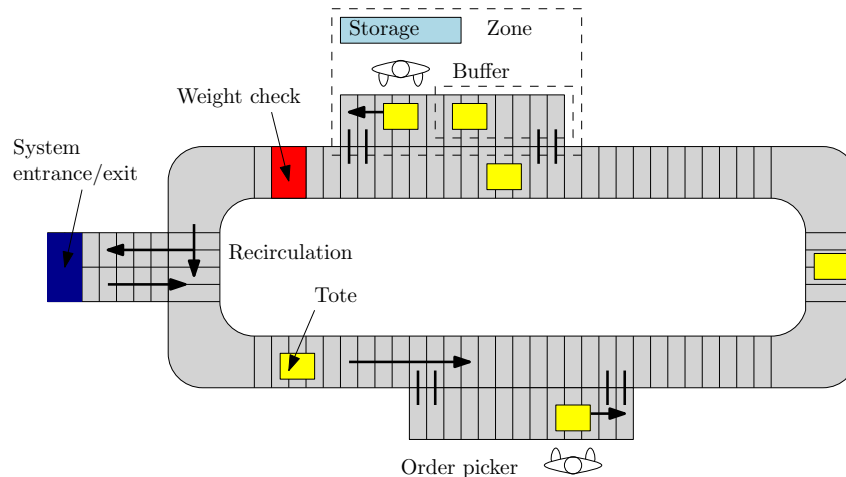 Storage
Zone
Buffer
Weight check
System
entrance/exit
Recirculation
Tote
Order picker